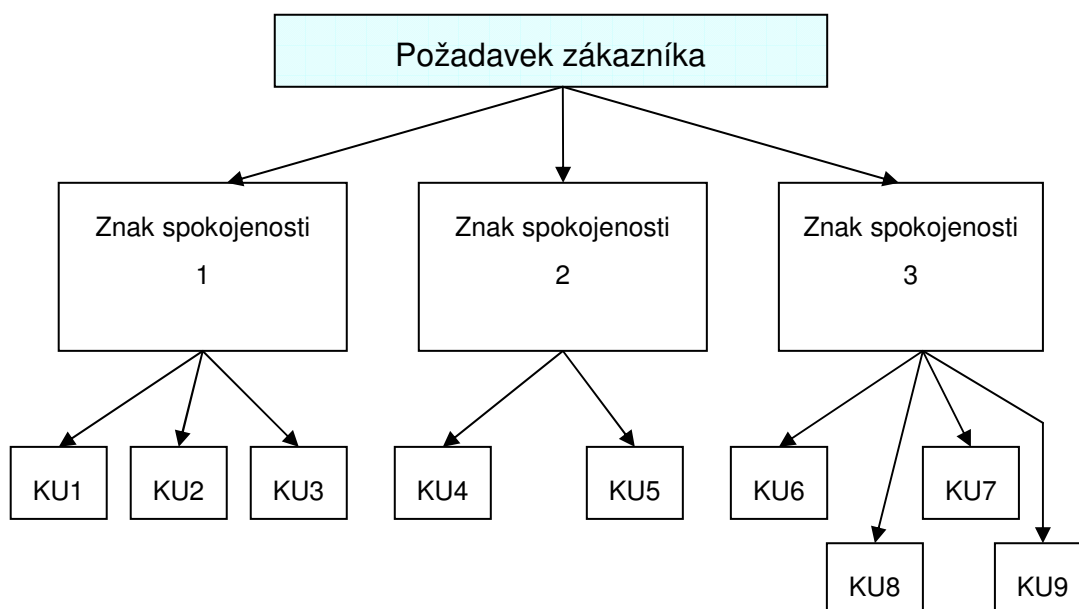 Požadavek zákazníka
Znak spokojenosti
1
Znak spokojenosti
2
Znak spokojenosti
3
KU1
KU2
KU3
KU4
KU5
KU6
KU7
KU8
KU9